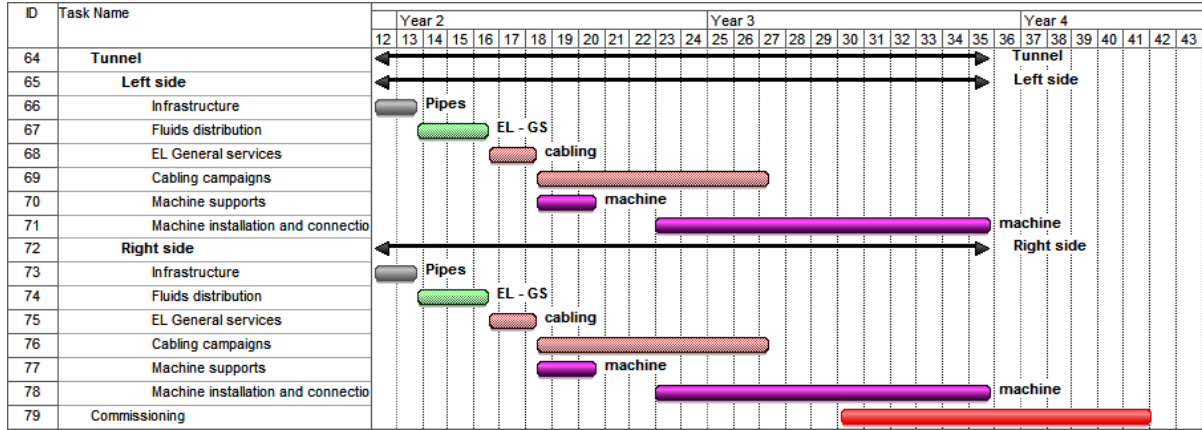 ID Task Name Year 2 Year 3 Year 4
12 13 14 15 16 17 18 19 20 21 22 23 24 25 26 27 28 29 30 31 32 33 34 35 36 37 38 39 40 41 42 43
64 Tunnel Tunnel
65 Left side Left side
66 Infrastructure Pipes
67 Fluids distribution EL - GS
68 EL General services cabling
69 Cabling campaigns
70 Machine supports machine
71 Machine installation and connectio machine
72 Right side Right side
73 Infrastructure Pipes
74 Fluids distribution EL - GS
75 EL General services cabling
76 Cabling campaigns
77 Machine supports machine
78 Machine installation and connectio machine
79 Commissioning